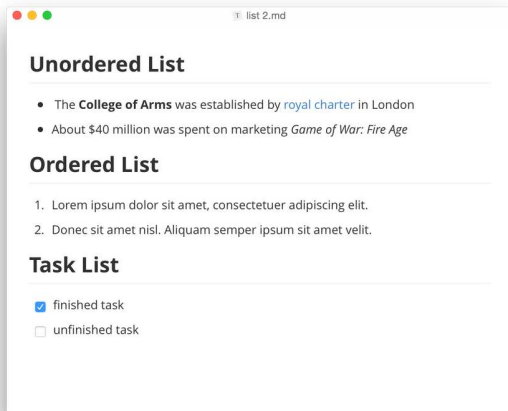 list 2.md
Unordered List
The College of Arms was established by royal charter in London
About $40 million was spent on marketing Game of War: Fire Age
Ordered List
1. Lorem ipsum dolor sit amet, consectetuer adipiscing elit.
2. Donec sit amet nisl. Aliquam semper ipsum sit amet velit.
Task List
finished task
unfinished task